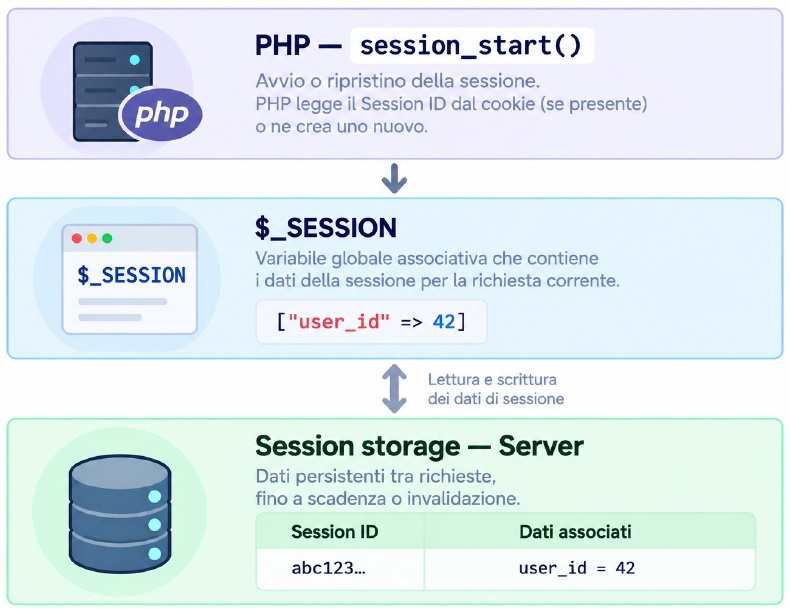 PHP — session_start()
Avvio o ripristino della sessione.
PHP legge il Session ID dal cookie (se presente)
o ne crea uno nuovo.
php
$_SESSION
Variabile globale associativa che contiene
i dati della sessione per la richiesta corrente.
$_SESSION
["user_id" => 42]
Lettura e scrittura
dei dati di sessione
Session storage — Server
Dati persistenti tra richieste,
fino a scadenza o invalidazione.
Session ID Dati associati
abc123… user_id = 42